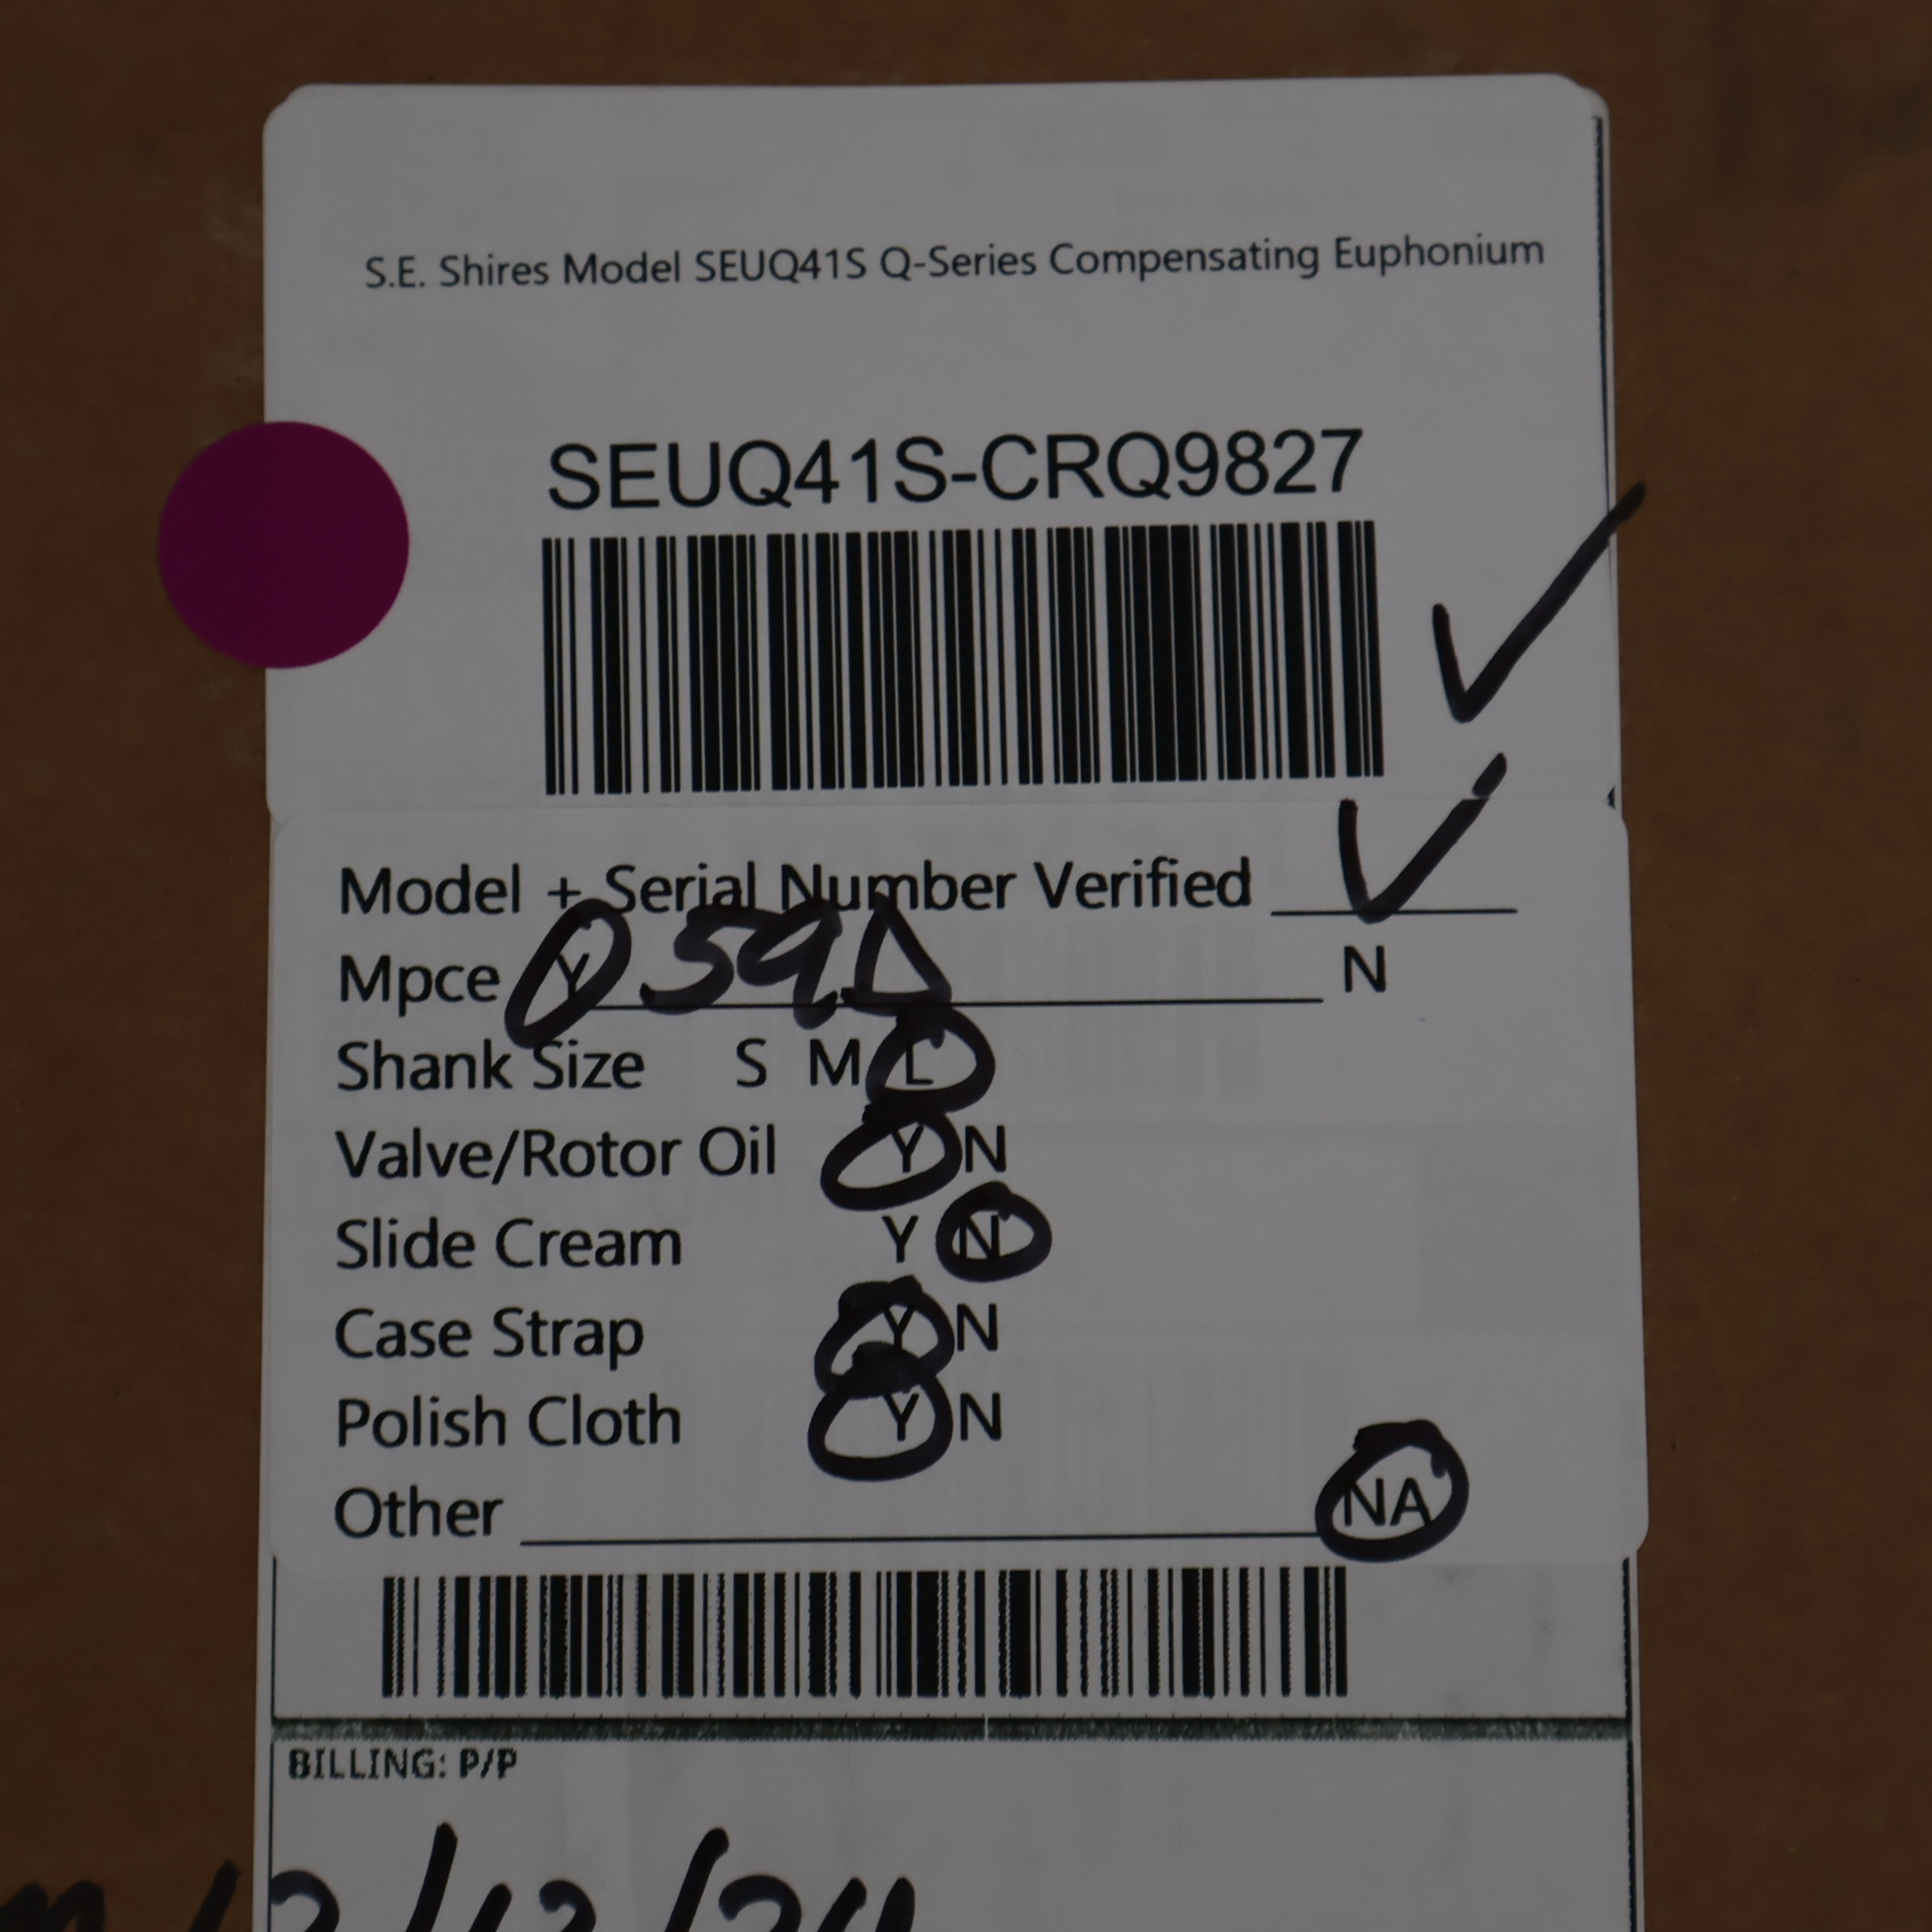 S.E. Shires Model SEUQ41S Q-Series Compensating Euphonium
SEUQ41S-CRQ9827
Model + Serial Number Verified
Mpce Y N
Shank Size S M L
Valve/Rotor Oil Y N
Slide Cream Y N
Case Strap Y N
Polish Cloth Y N
Other NA
BILLING: P/P